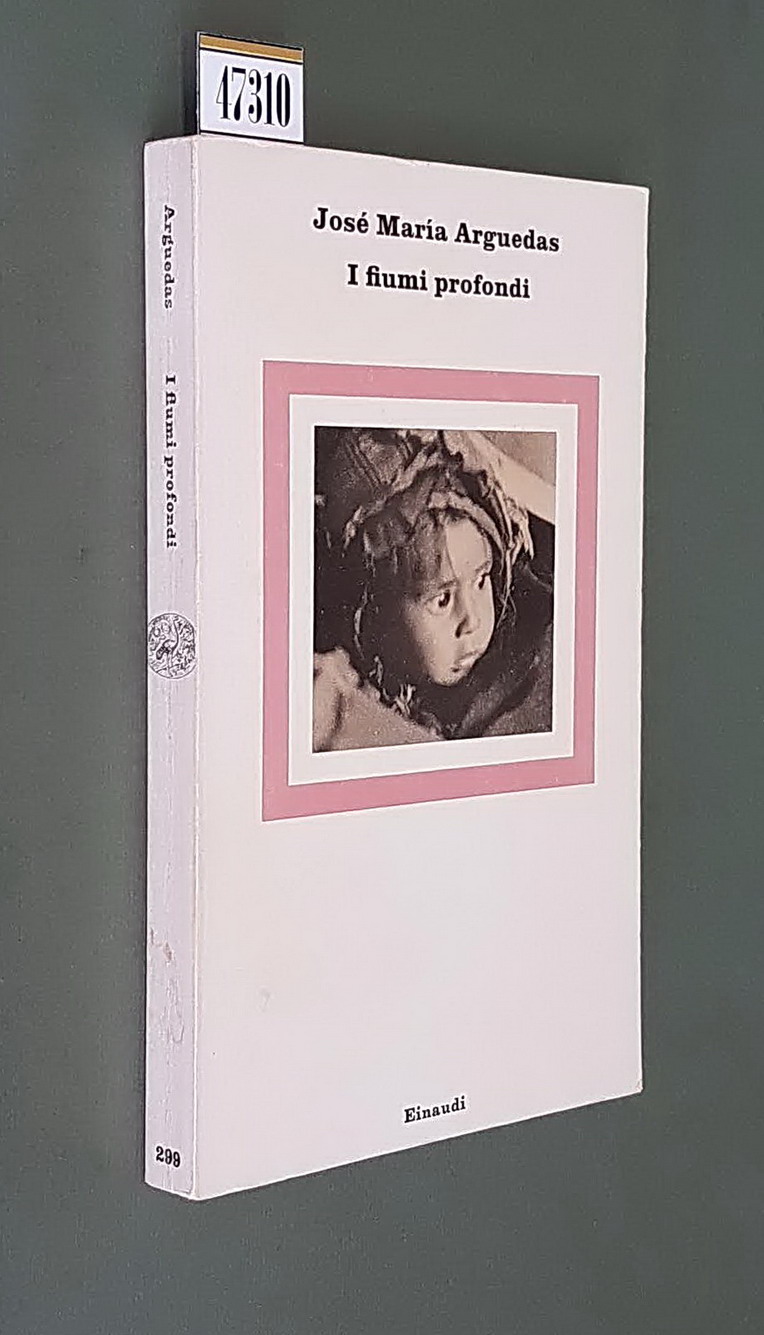 47310
José María Arguedas
I fiumi profondi
Einaudi
Arguedas
I fiumi profondi
299